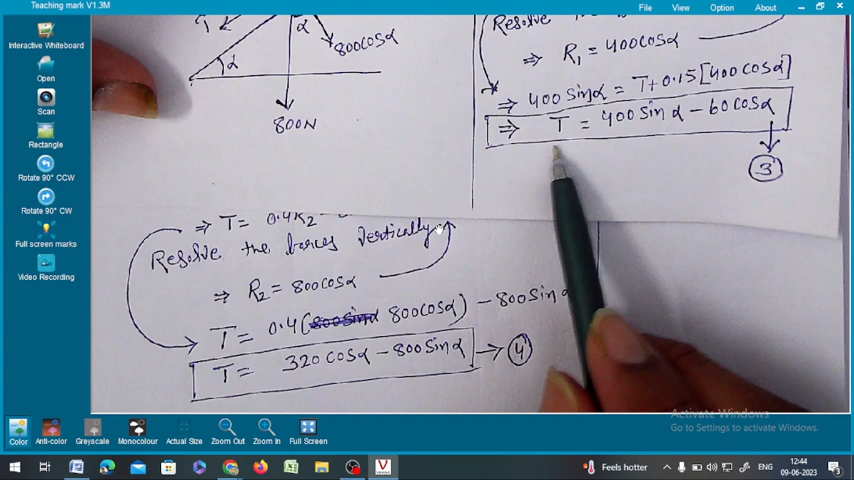 Teaching mark V1.3M
File View Option About
Interactive Whiteboard
Open
Scan
Rectangle
Rotate 90° CCW
Rotate 90° CW
Full screen marks
Video Recording
α
800cosα
α
800N
Resolve
⇒ R₁ = 400cosα
⇒ 400 sinα = T+0.15[400 cosα]
⇒ T = 400 sin α - 60 cosα
3
⇒ T = 0.4R₂ -
Resolve the forces vertically
⇒ R₂ = 800cosα
T = 0.4( 800cosα) - 800 sin α
T = 320 cosα - 800 sinα → 4
Activate Windows
Go to Settings to activate Windows.
Color Anti-color Greyscale Monocolour Actual Size Zoom Out Zoom In Full Screen
Feels hotter ENG 12:44
09-06-2023
3